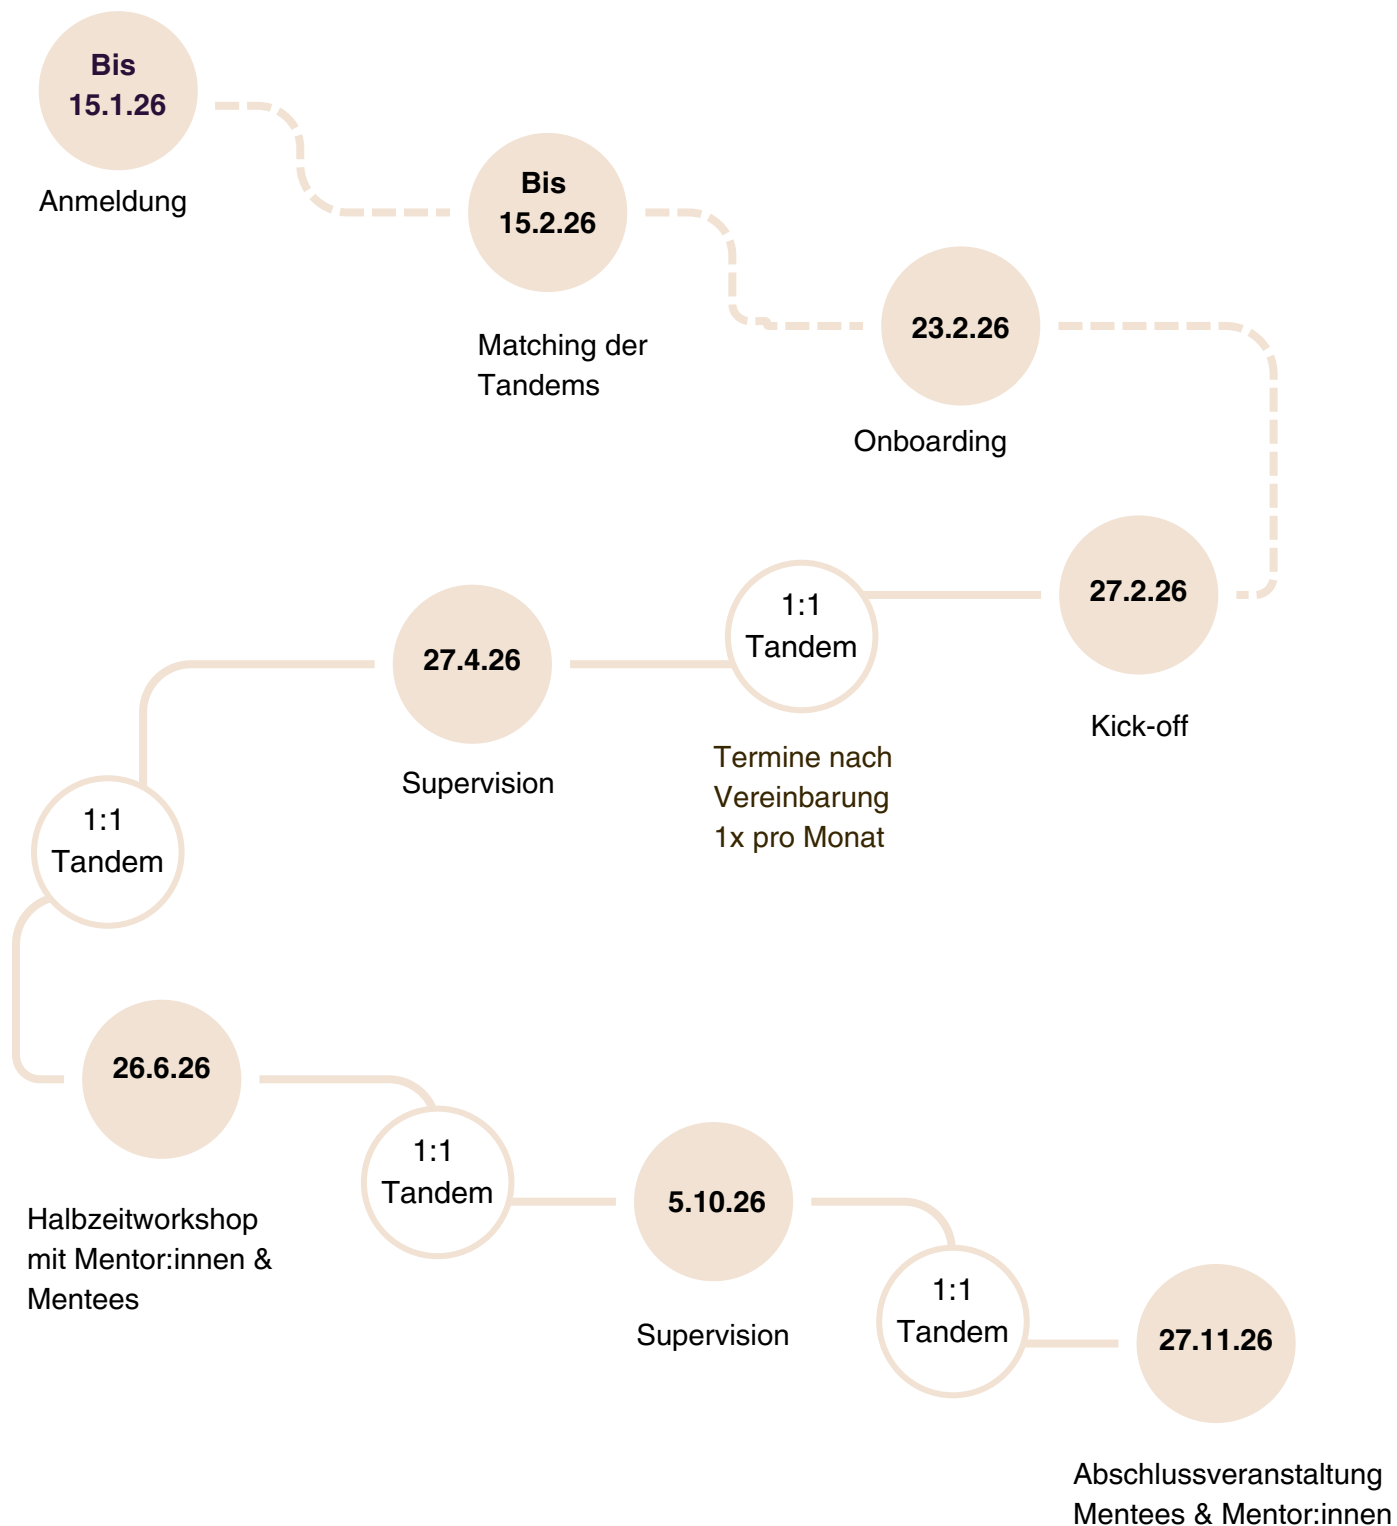 Bis
15.1.26
Anmeldung
Bis
15.2.26
Matching der
Tandems
23.2.26
Onboarding
27.2.26
Kick-off
1:1
Tandem
Termine nach
Vereinbarung
1x pro Monat
27.4.26
Supervision
1:1
Tandem
26.6.26
Halbzeitworkshop
mit Mentor:innen &
Mentees
1:1
Tandem
5.10.26
Supervision
1:1
Tandem
27.11.26
Abschlussveranstaltung
Mentees & Mentor:innen